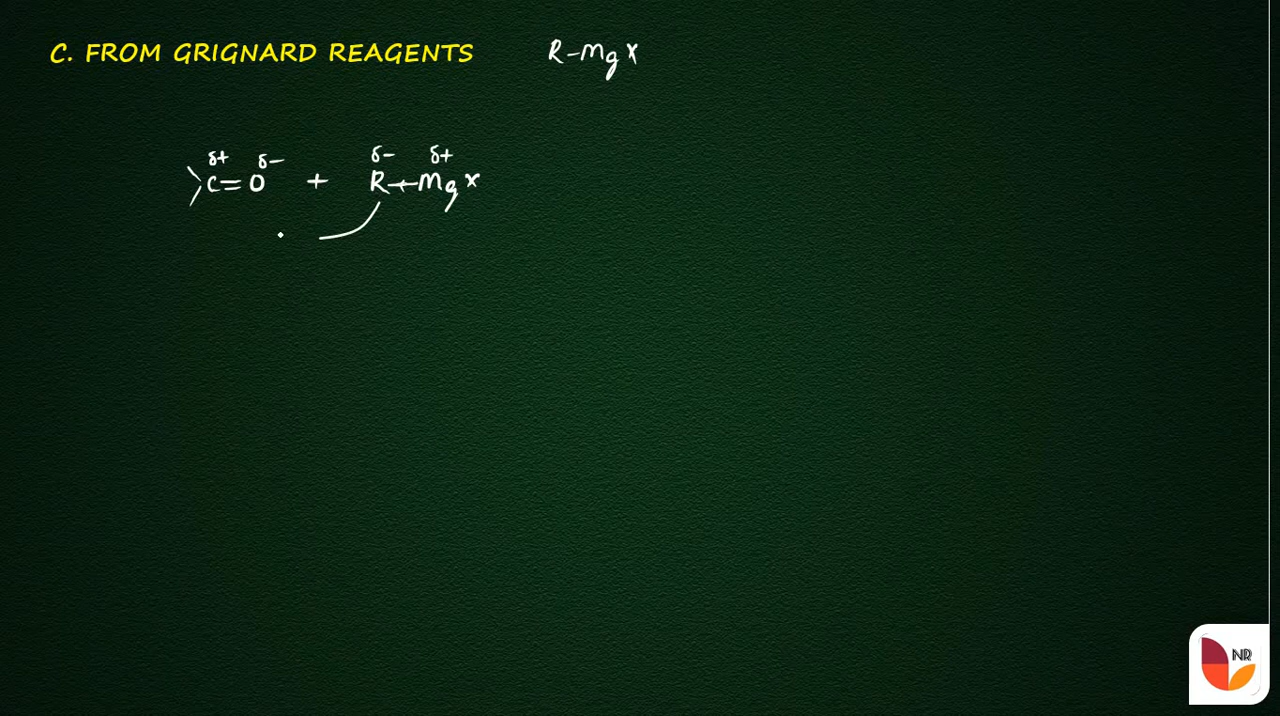 C. FROM GRIGNARD REAGENTS R-Mgx
δ+ δ- δ- δ+
C=O + R-Mgx
NR